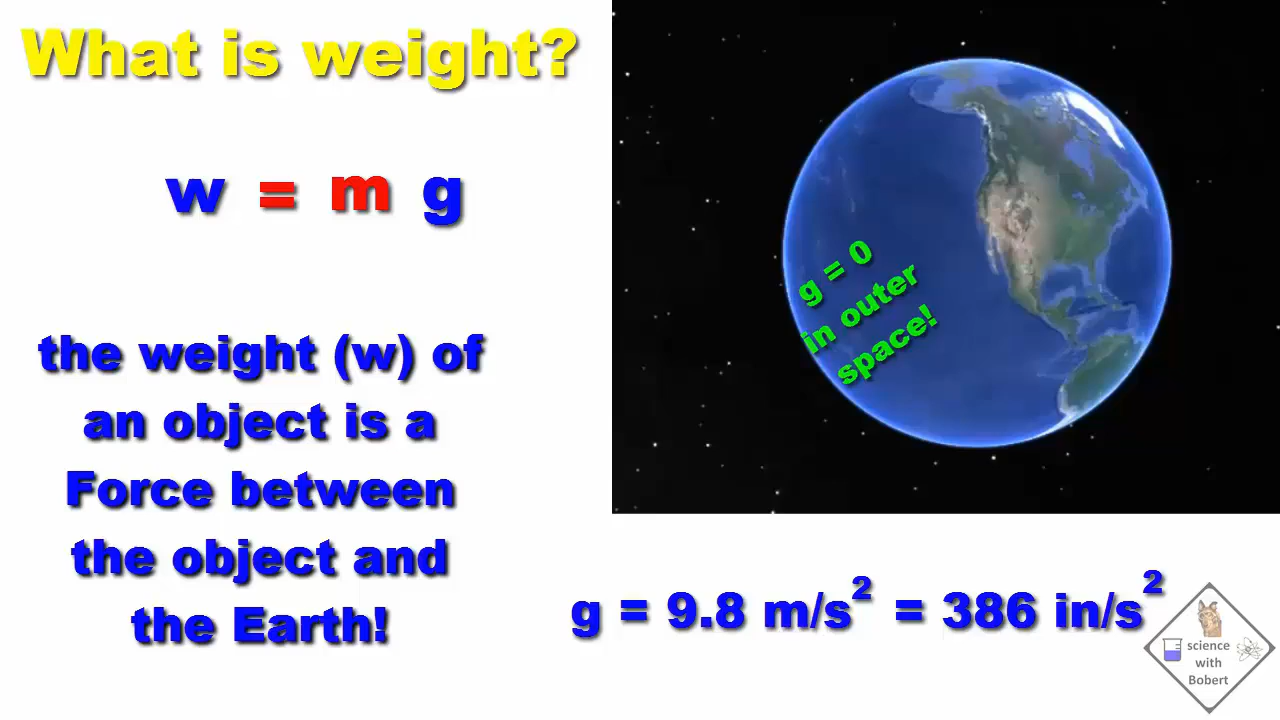 What is weight?
w = m g
the weight (w) of
an object is a
Force between
the object and
the Earth!
g = 0
in outer
space!
g = 9.8 m/s² = 386 in/s²
science
with
Bobert